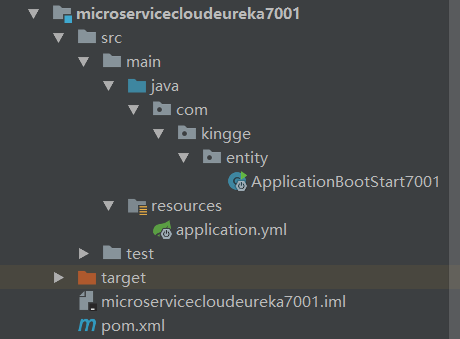 microservicecloudeureka7001
src
main
java
com
kingge
entity
ApplicationBootStart7001
resources
application.yml
test
target
microservicecloudeureka7001.iml
pom.xml